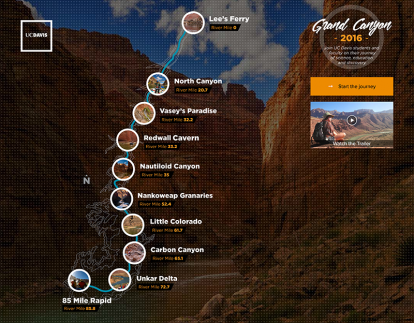 UCDAVIS
Lee's Ferry
River Mile 0
Grand Canyon
- 2016 -
Join UC Davis students and
faculty on their journey
of science, education,
and discovery.
→ Start the journey
Watch the Trailer
North Canyon
River Mile 20.7
Vasey's Paradise
River Mile 32.2
Redwall Cavern
River Mile 33.2
Nautiloid Canyon
River Mile 35
N
Nankoweap Granaries
River Mile 52.4
Little Colorado
River Mile 61.7
Carbon Canyon
River Mile 65.1
Unkar Delta
River Mile 72.7
85 Mile Rapid
River Mile 85.5